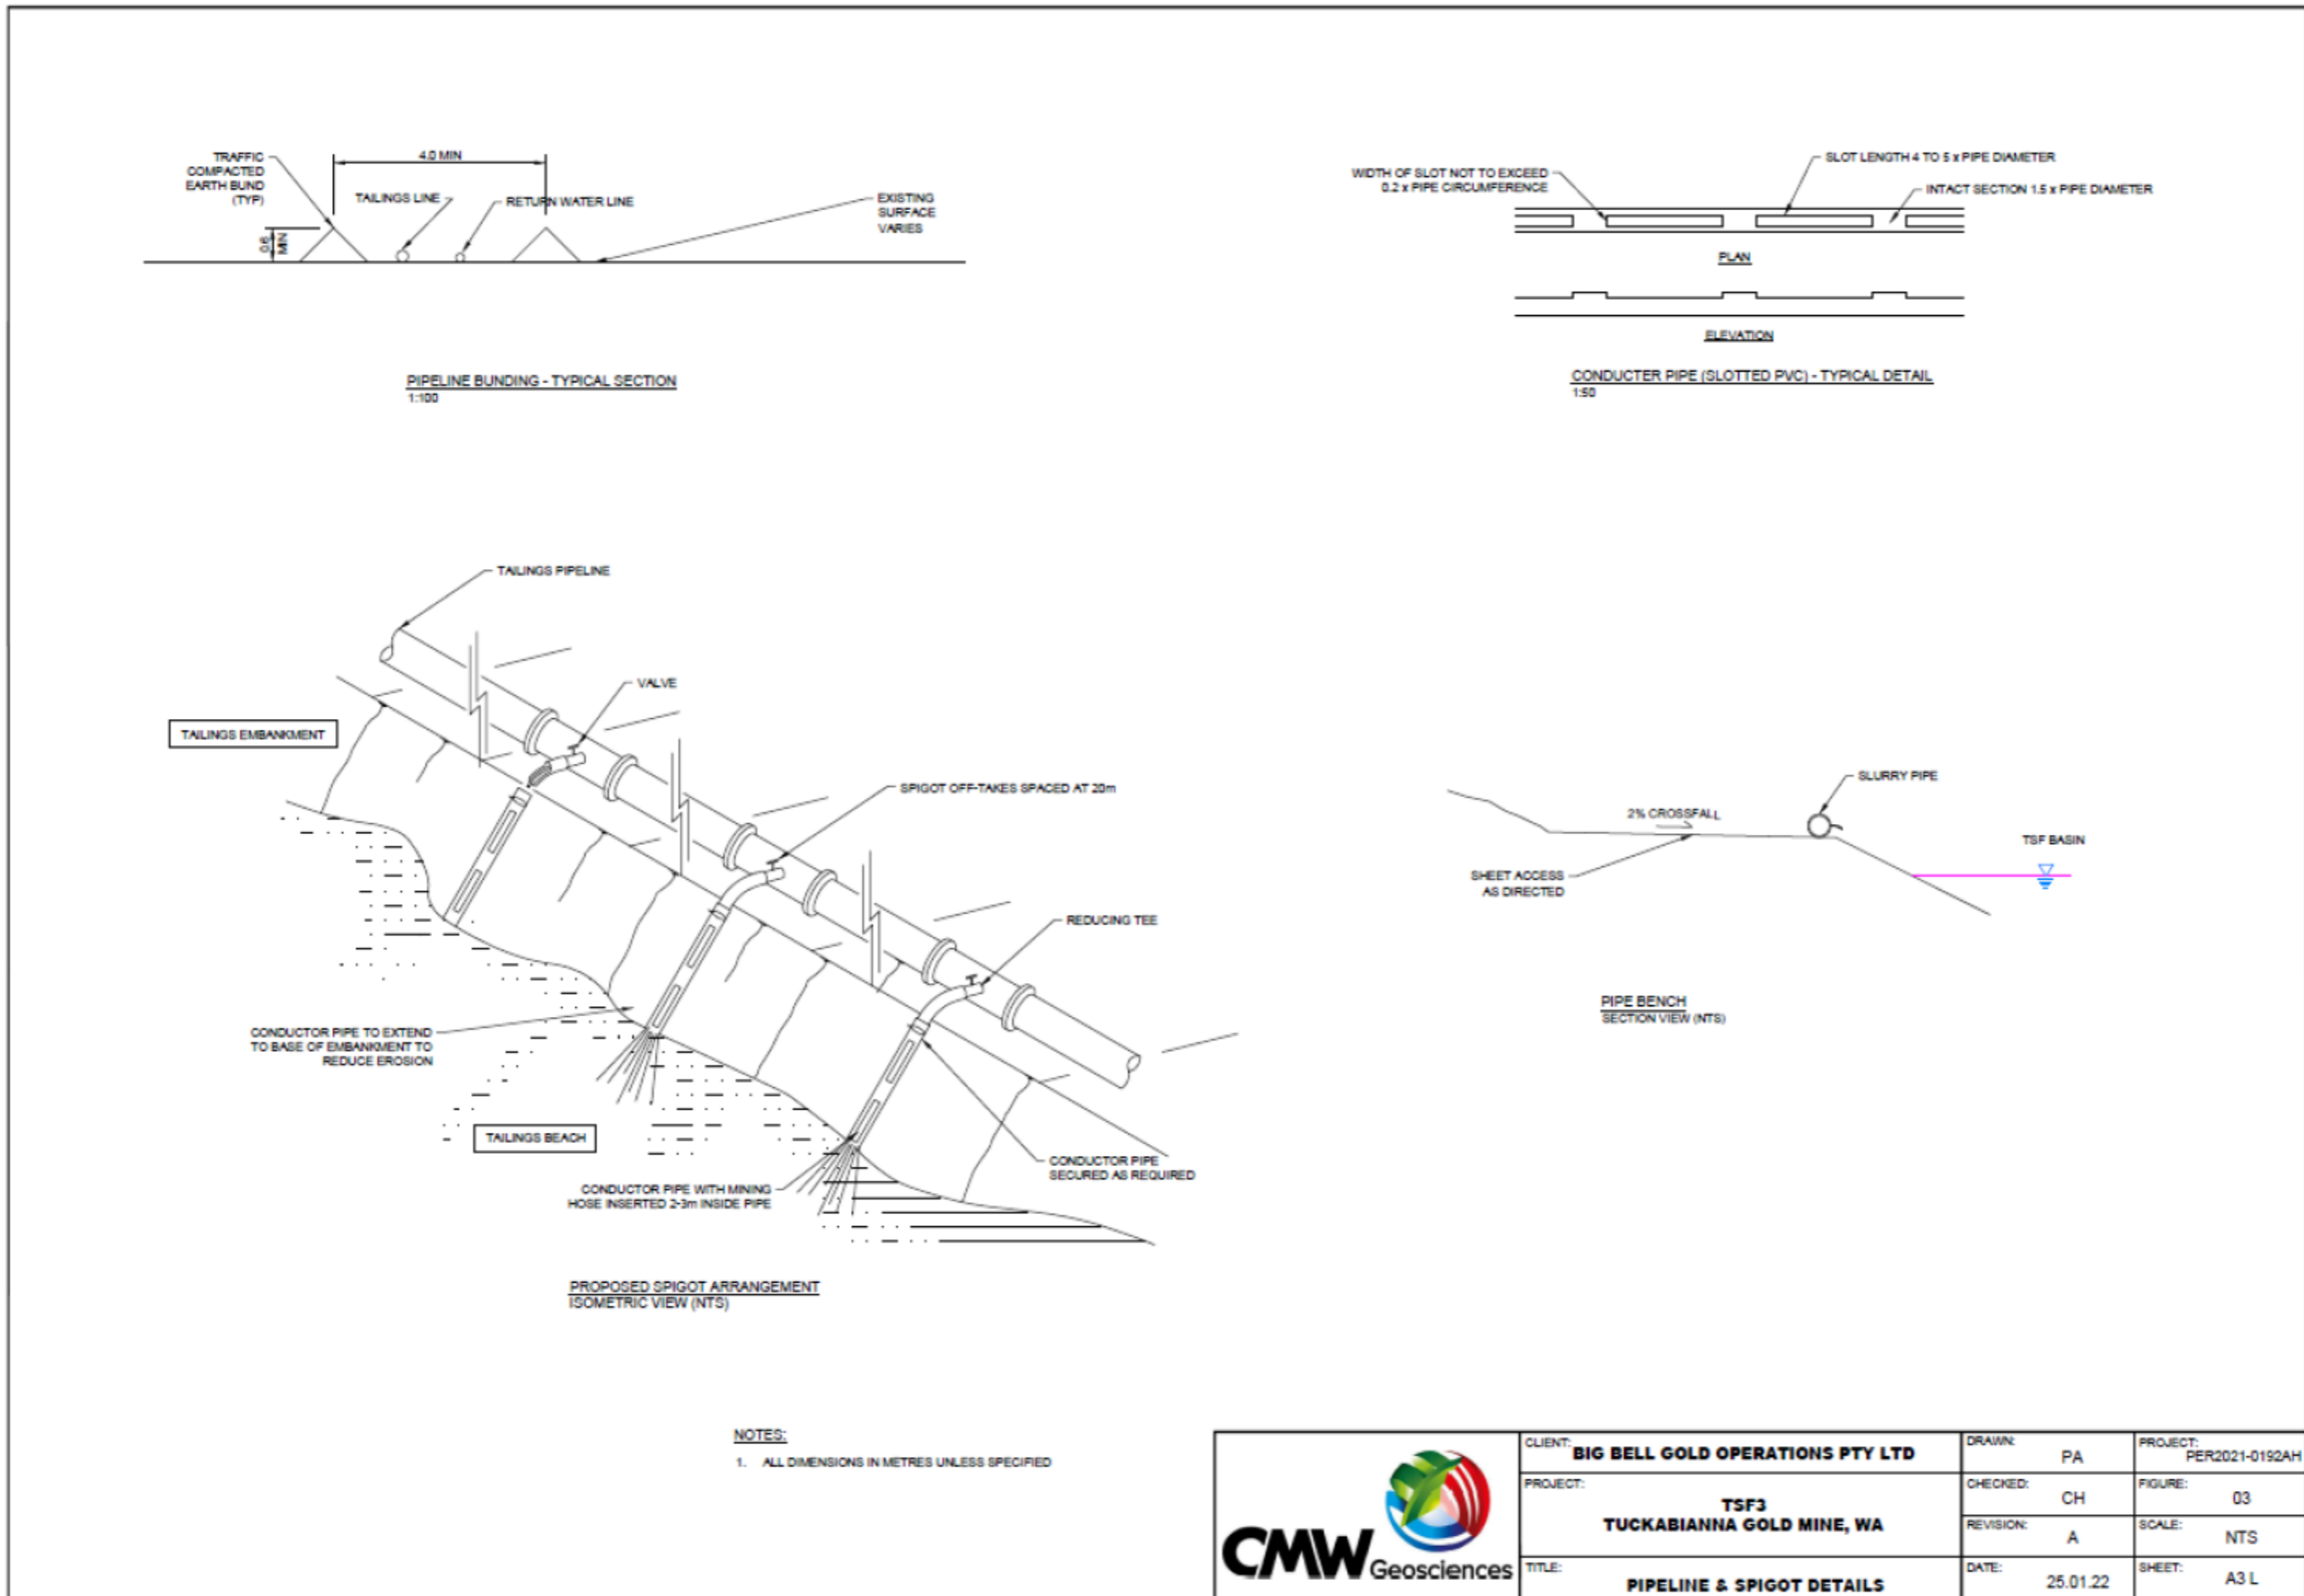 TRAFFIC
COMPACTED
EARTH BUND
(TYP)
4.0 MIN
0.6
MIN
TAILINGS LINE
RETURN WATER LINE
EXISTING
SURFACE
VARIES
PIPELINE BUNDING - TYPICAL SECTION
1:100
WIDTH OF SLOT NOT TO EXCEED
0.2 x PIPE CIRCUMFERENCE
SLOT LENGTH 4 TO 5 x PIPE DIAMETER
INTACT SECTION 1.5 x PIPE DIAMETER
PLAN
ELEVATION
CONDUCTER PIPE (SLOTTED PVC) - TYPICAL DETAIL
1:50
TAILINGS PIPELINE
VALVE
TAILINGS EMBANKMENT
SPIGOT OFF-TAKES SPACED AT 20m
REDUCING TEE
CONDUCTOR PIPE TO EXTEND
TO BASE OF EMBANKMENT TO
REDUCE EROSION
TAILINGS BEACH
CONDUCTOR PIPE WITH MINING
HOSE INSERTED 2-3m INSIDE PIPE
CONDUCTOR PIPE
SECURED AS REQUIRED
PROPOSED SPIGOT ARRANGEMENT
ISOMETRIC VIEW (NTS)
SLURRY PIPE
2% CROSSFALL
TSF BASIN
SHEET ACCESS
AS DIRECTED
PIPE BENCH
SECTION VIEW (NTS)
NOTES:
1. ALL DIMENSIONS IN METRES UNLESS SPECIFIED
CMW Geosciences
CLIENT: BIG BELL GOLD OPERATIONS PTY LTD
PROJECT:
TSF3
TUCKABIANNA GOLD MINE, WA
TITLE: PIPELINE & SPIGOT DETAILS
DRAWN: PA
PROJECT: PER2021-0192AH
CHECKED: CH
FIGURE: 03
REVISION: A
SCALE: NTS
DATE: 25.01.22
SHEET: A3 L